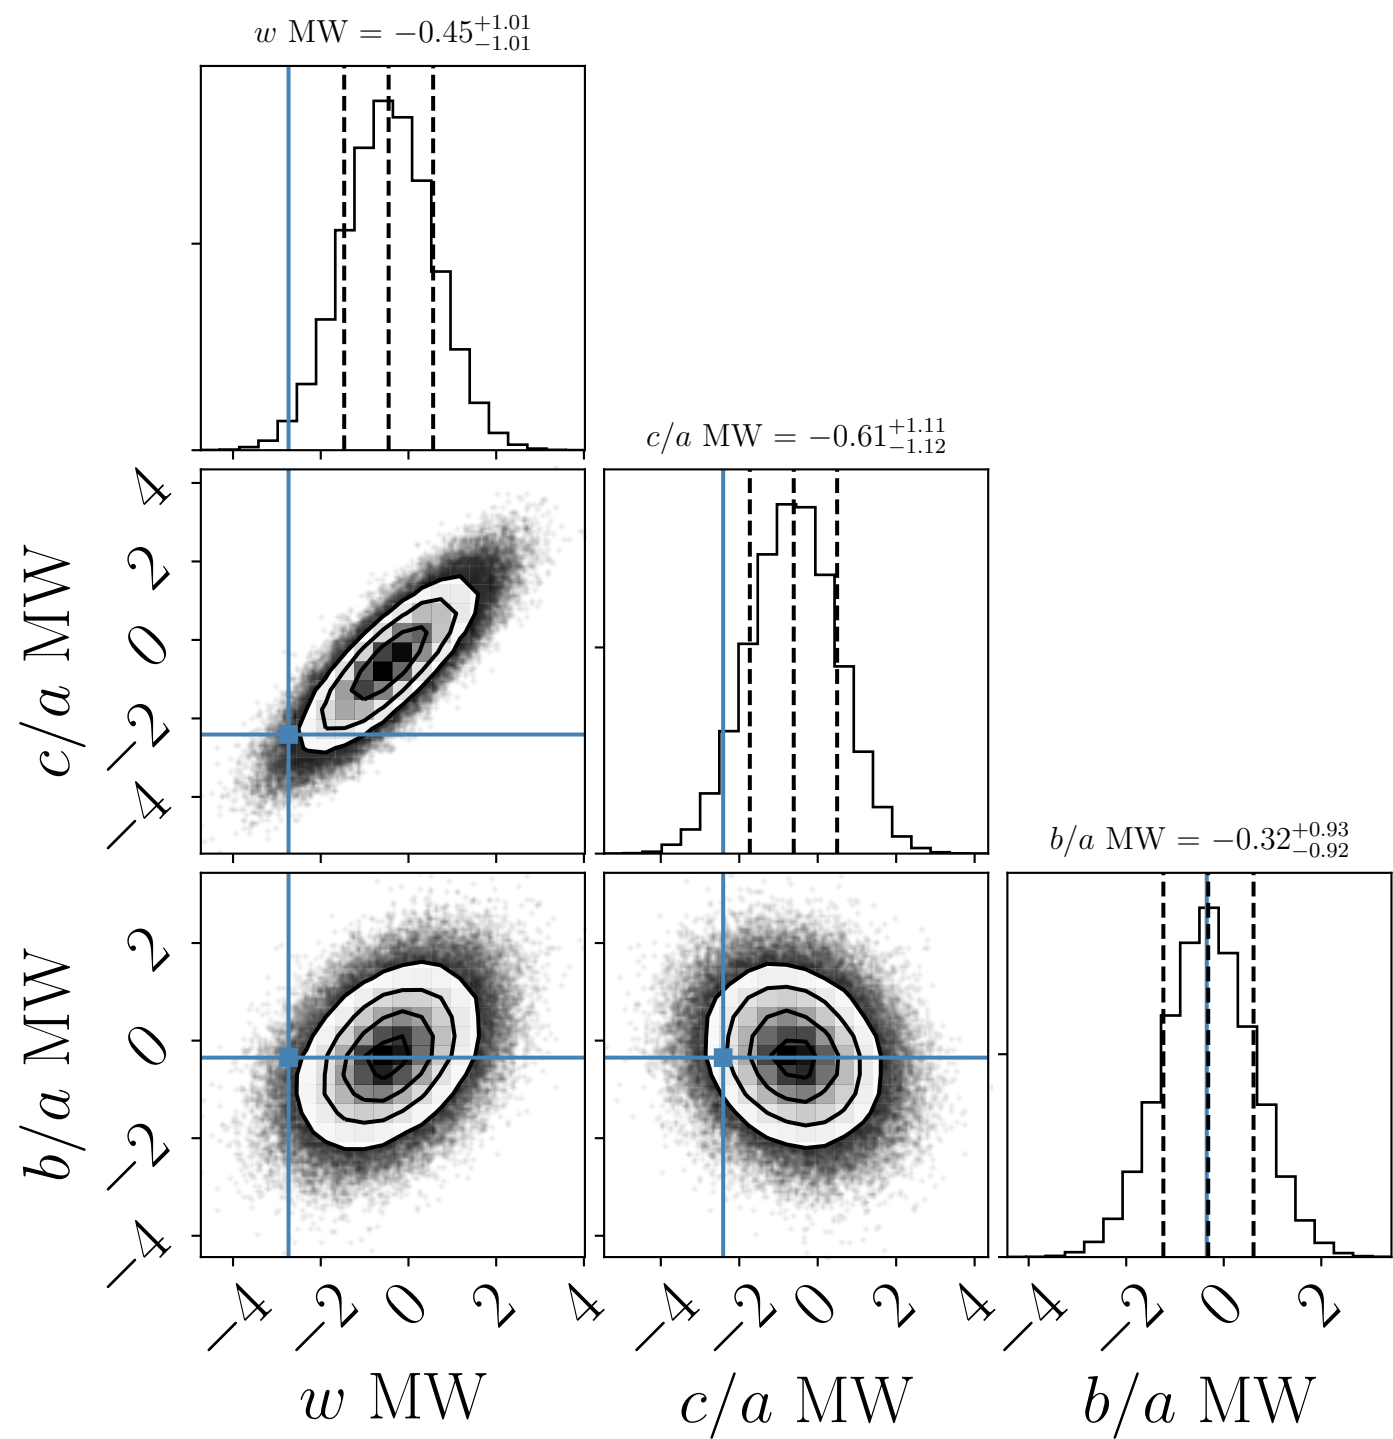 w MW = −0.45 +1.01 −1.01
4
2
0
−2
−4
c/a MW
c/a MW = −0.61 +1.11 −1.12
2
0
−2
−4
b/a MW
b/a MW = −0.32 +0.93 −0.92
−4 −2 0 2 4
−4 −2 0 2 4
−4 −2 0 2
w MW
c/a MW
b/a MW